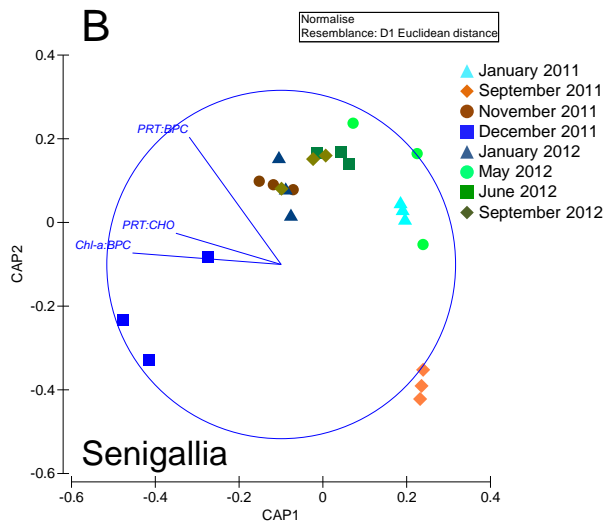 B
Normalise
Resemblance: D1 Euclidean distance
0.4
0.2
0
-0.2
-0.4
-0.6
CAP2
PRT:BPC
PRT:CHO
Chl-a:BPC
January 2011
September 2011
November 2011
December 2011
January 2012
May 2012
June 2012
September 2012
Senigallia
-0.6
-0.4
-0.2
0
0.2
0.4
CAP1